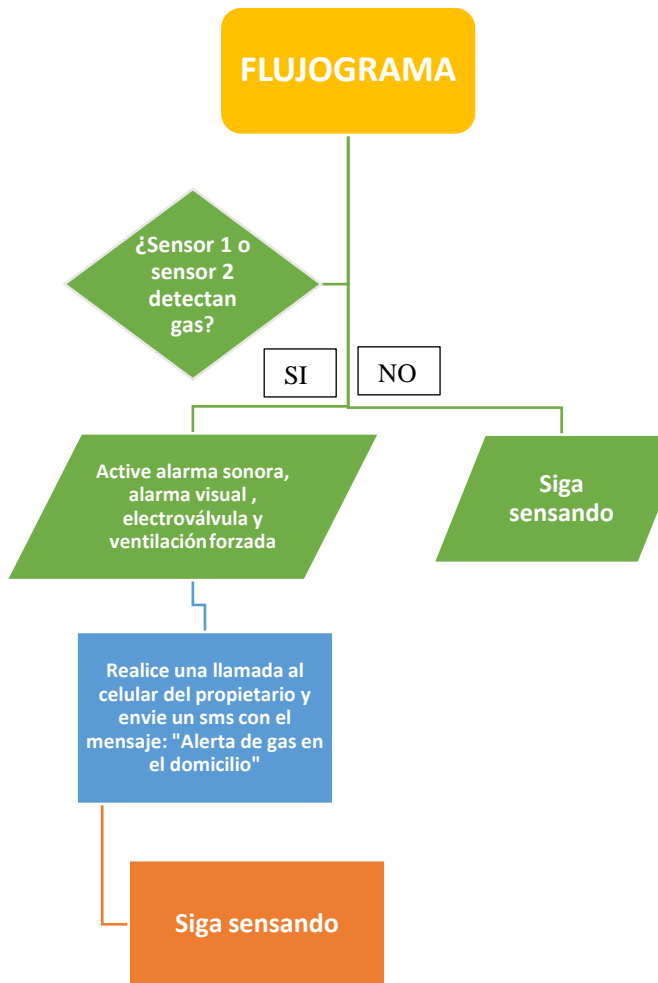 FLUJOGRAMA
¿Sensor 1 o
sensor 2
detectan
gas?
SI
NO
Active alarma sonora,
alarma visual ,
electroválvula y
ventilación forzada
Siga
sensando
Realice una llamada al
celular del propietario y
envie un sms con el
mensaje: "Alerta de gas en
el domicilio"
Siga sensando